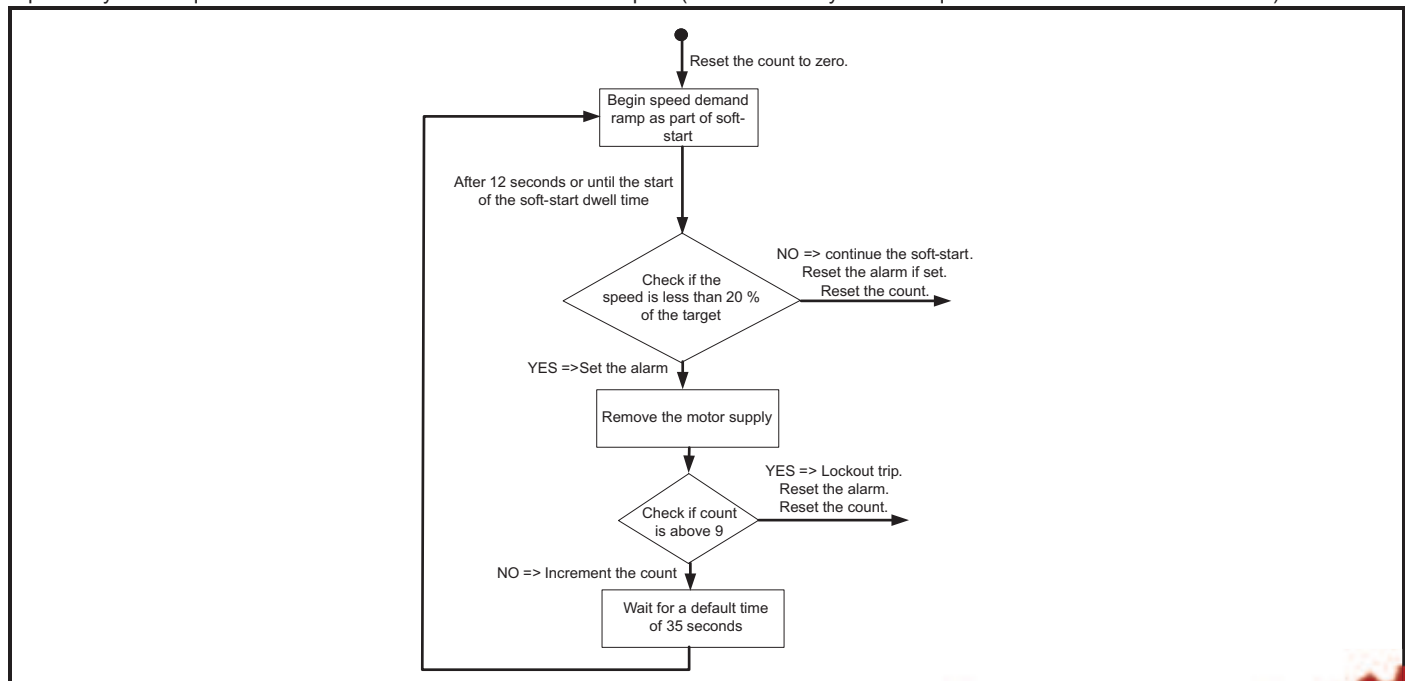 Reset the count to zero.
Begin speed demand
ramp as part of soft-
start
After 12 seconds or until the start
of the soft-start dwell time
NO => continue the soft-start.
Reset the alarm if set.
Reset the count.
Check if the
speed is less than 20 %
of the target
YES =>Set the alarm
Remove the motor supply
YES => Lockout trip.
Reset the alarm.
Reset the count.
Check if count
is above 9
NO => Increment the count
Wait for a default time
of 35 seconds